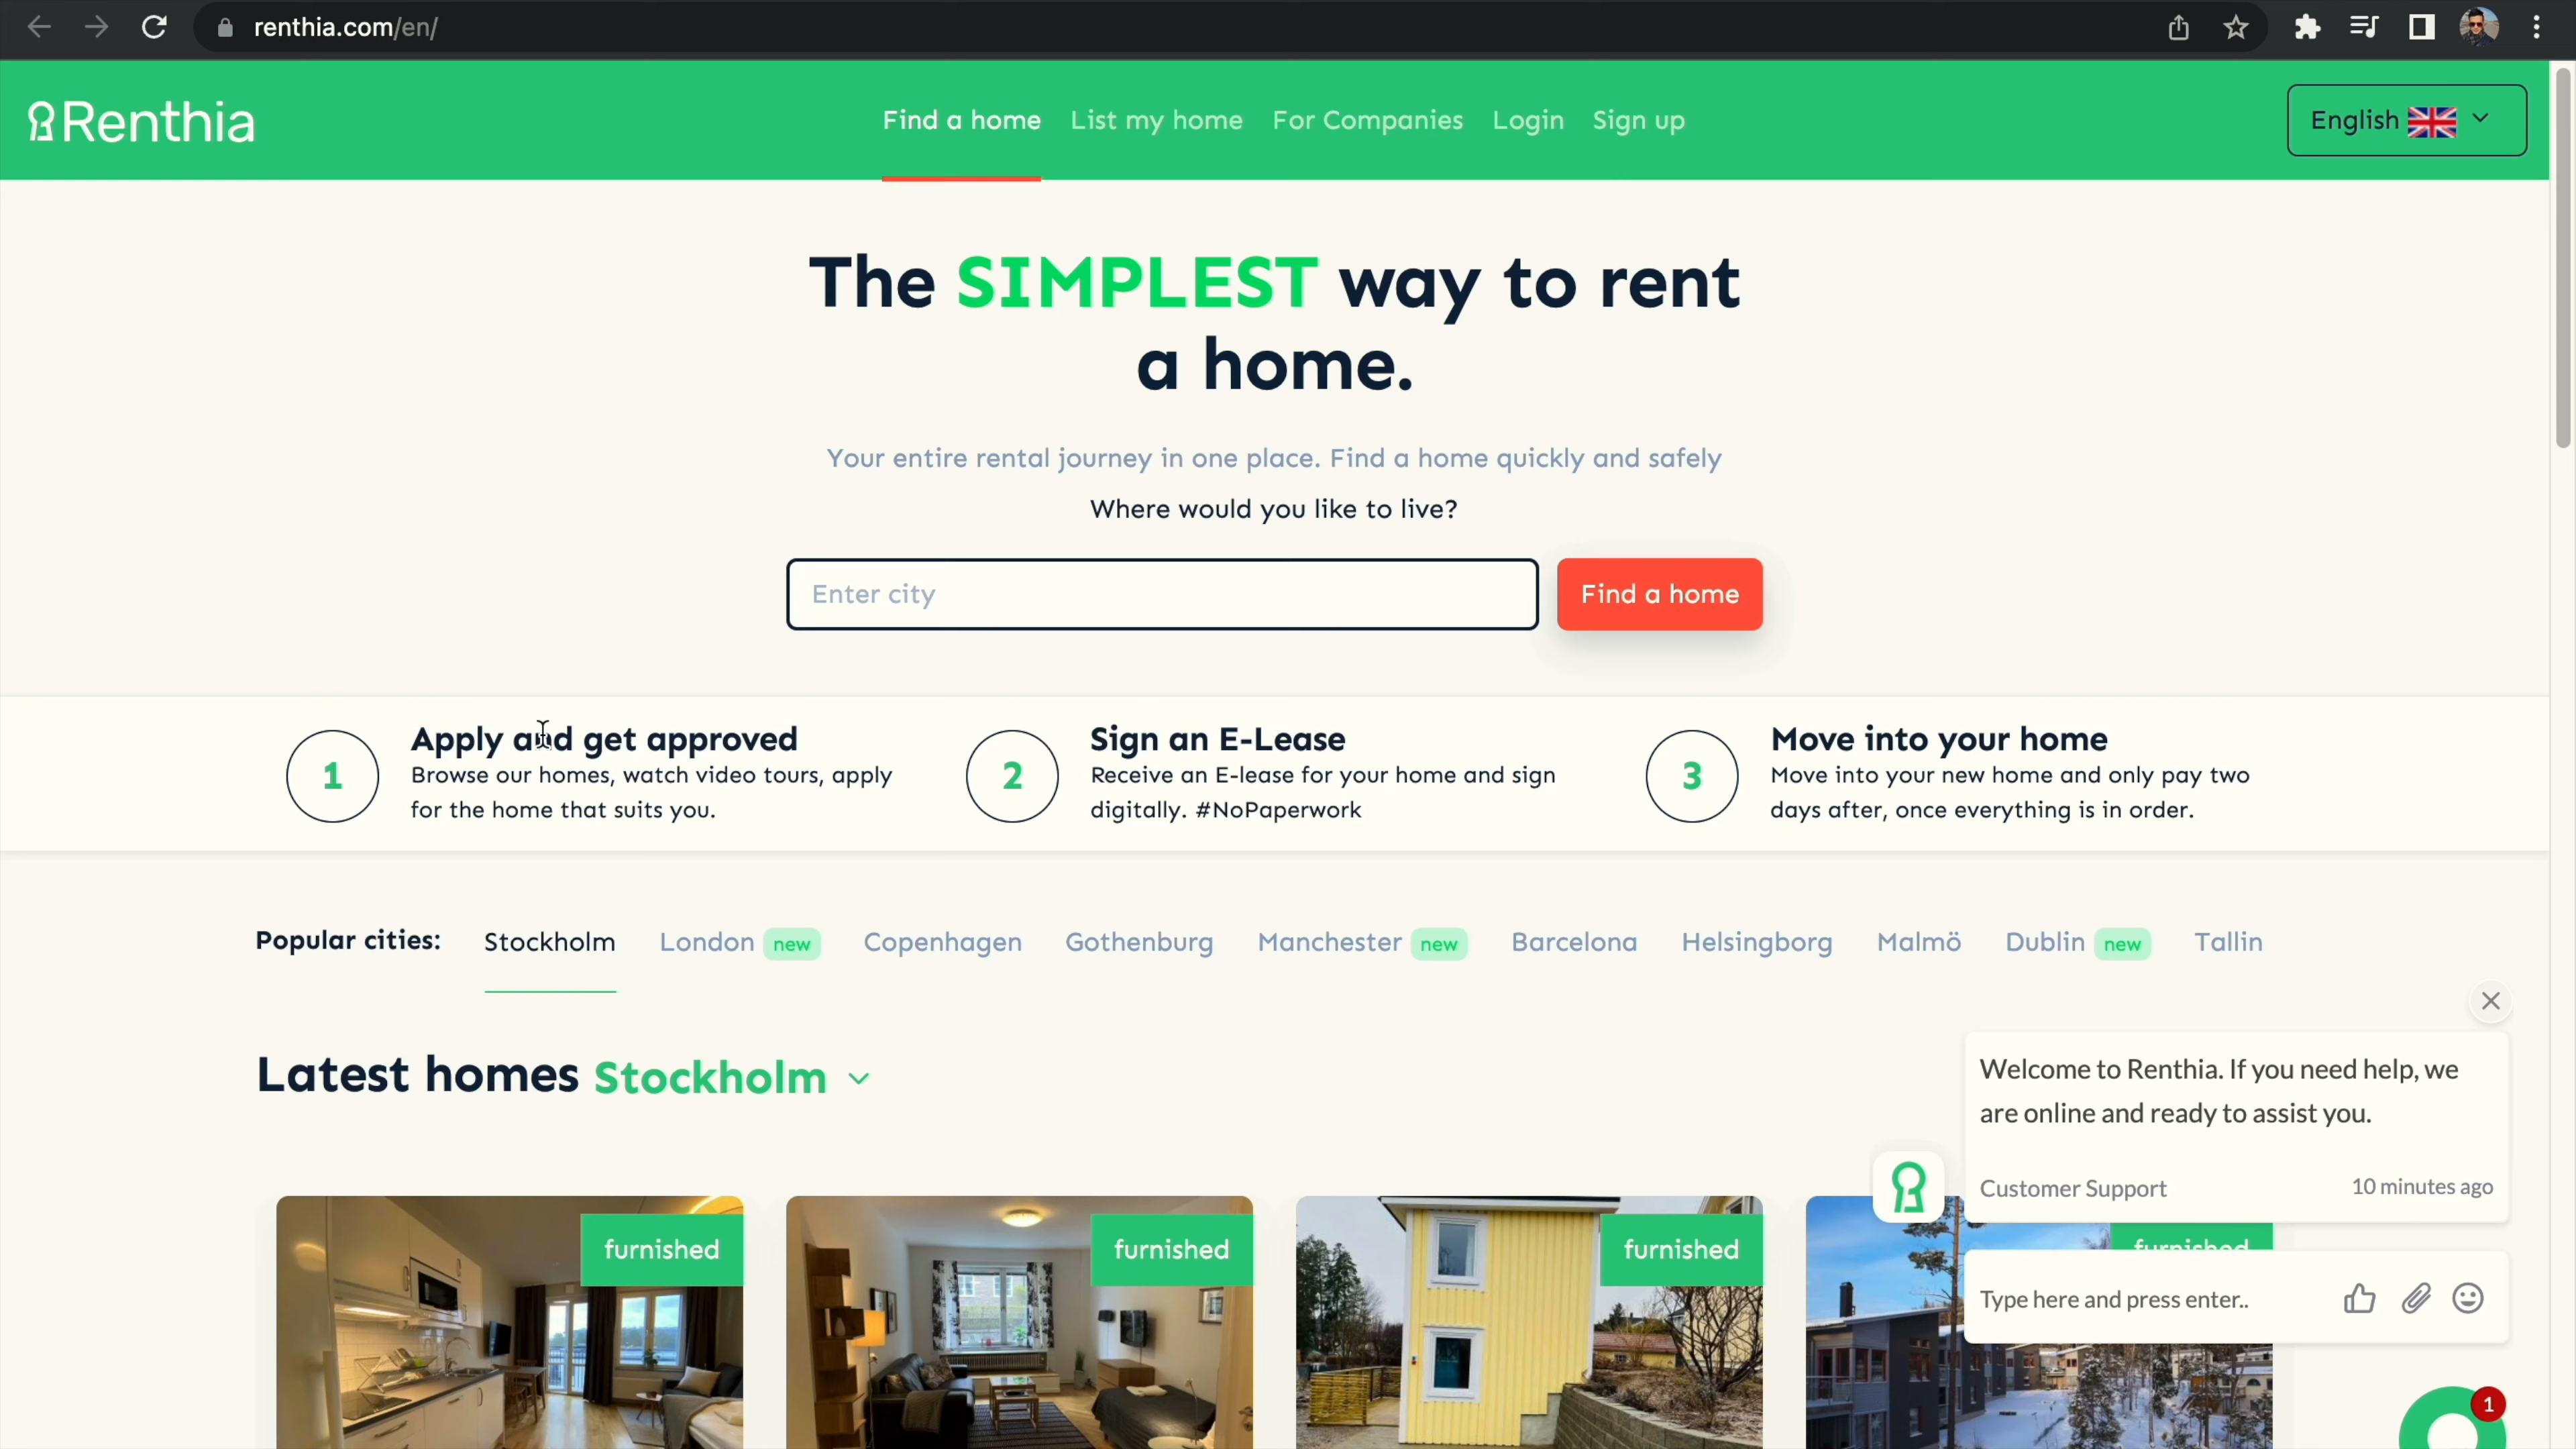 renthia.com/en/
Renthia
Find a home List my home For Companies Login Sign up
English
The SIMPLEST way to rent
a home.
Your entire rental journey in one place. Find a home quickly and safely
Where would you like to live?
Enter city
Find a home
1
Apply and get approved
Browse our homes, watch video tours, apply
for the home that suits you.
2
Sign an E-Lease
Receive an E-lease for your home and sign
digitally. #NoPaperwork
3
Move into your home
Move into your new home and only pay two
days after, once everything is in order.
Popular cities: Stockholm London new Copenhagen Gothenburg Manchester new Barcelona Helsingborg Malmö Dublin new Tallin
Latest homes Stockholm
Welcome to Renthia. If you need help, we
are online and ready to assist you.
Customer Support 10 minutes ago
furnished
furnished
furnished
furnished
Type here and press enter..
1